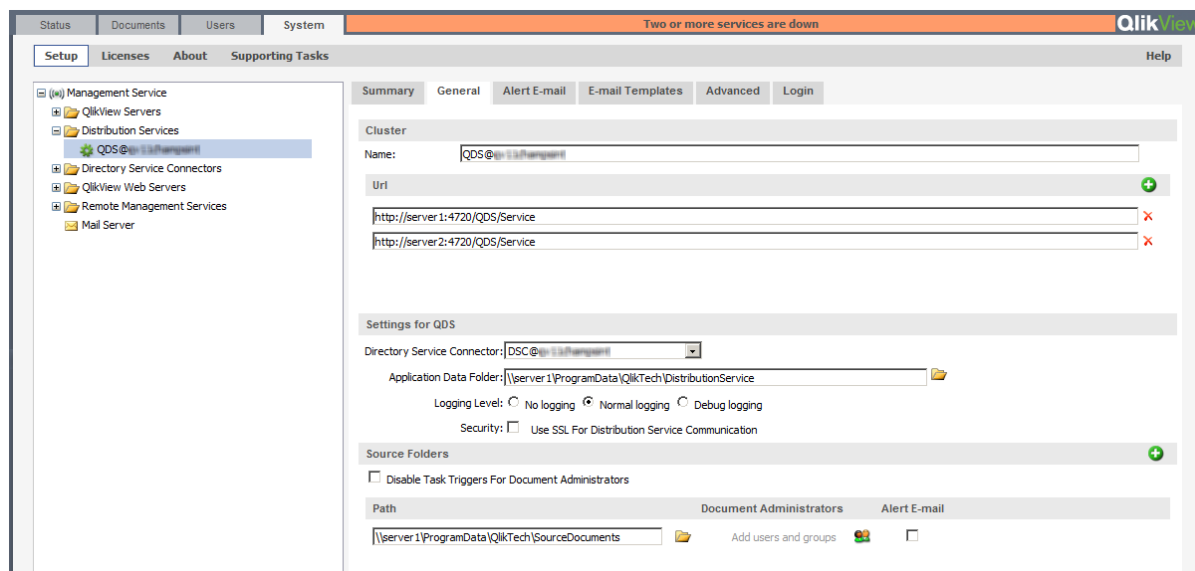 Status Documents Users System Two or more services are down QlikView
Setup Licenses About Supporting Tasks Help
Management Service
QlikView Servers
Distribution Services
QDS@
Directory Service Connectors
QlikView Web Servers
Remote Management Services
Mail Server
Summary General Alert E-mail E-mail Templates Advanced Login
Cluster
Name: QDS@
Url
http://server1:4720/QDS/Service
http://server2:4720/QDS/Service
Settings for QDS
Directory Service Connector: DSC@
Application Data Folder: \\server1\ProgramData\QlikTech\DistributionService
Logging Level: No logging Normal logging Debug logging
Security: Use SSL For Distribution Service Communication
Source Folders
Disable Task Triggers For Document Administrators
Path Document Administrators Alert E-mail
\\server1\ProgramData\QlikTech\SourceDocuments Add users and groups